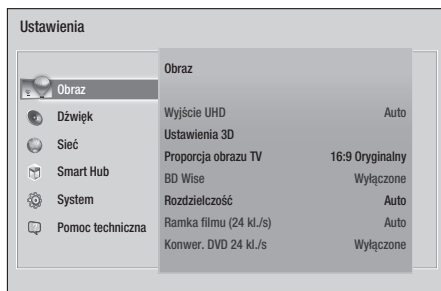 Ustawienia
Obraz
Dźwięk
Sieć
Smart Hub
System
Pomoc techniczna
Obraz
Wyjście UHD Auto
Ustawienia 3D
Proporcja obrazu TV 16:9 Oryginalny
BD Wise Wyłączone
Rozdzielczość Auto
Ramka filmu (24 kl./s) Auto
Konwer. DVD 24 kl./s Wyłączone